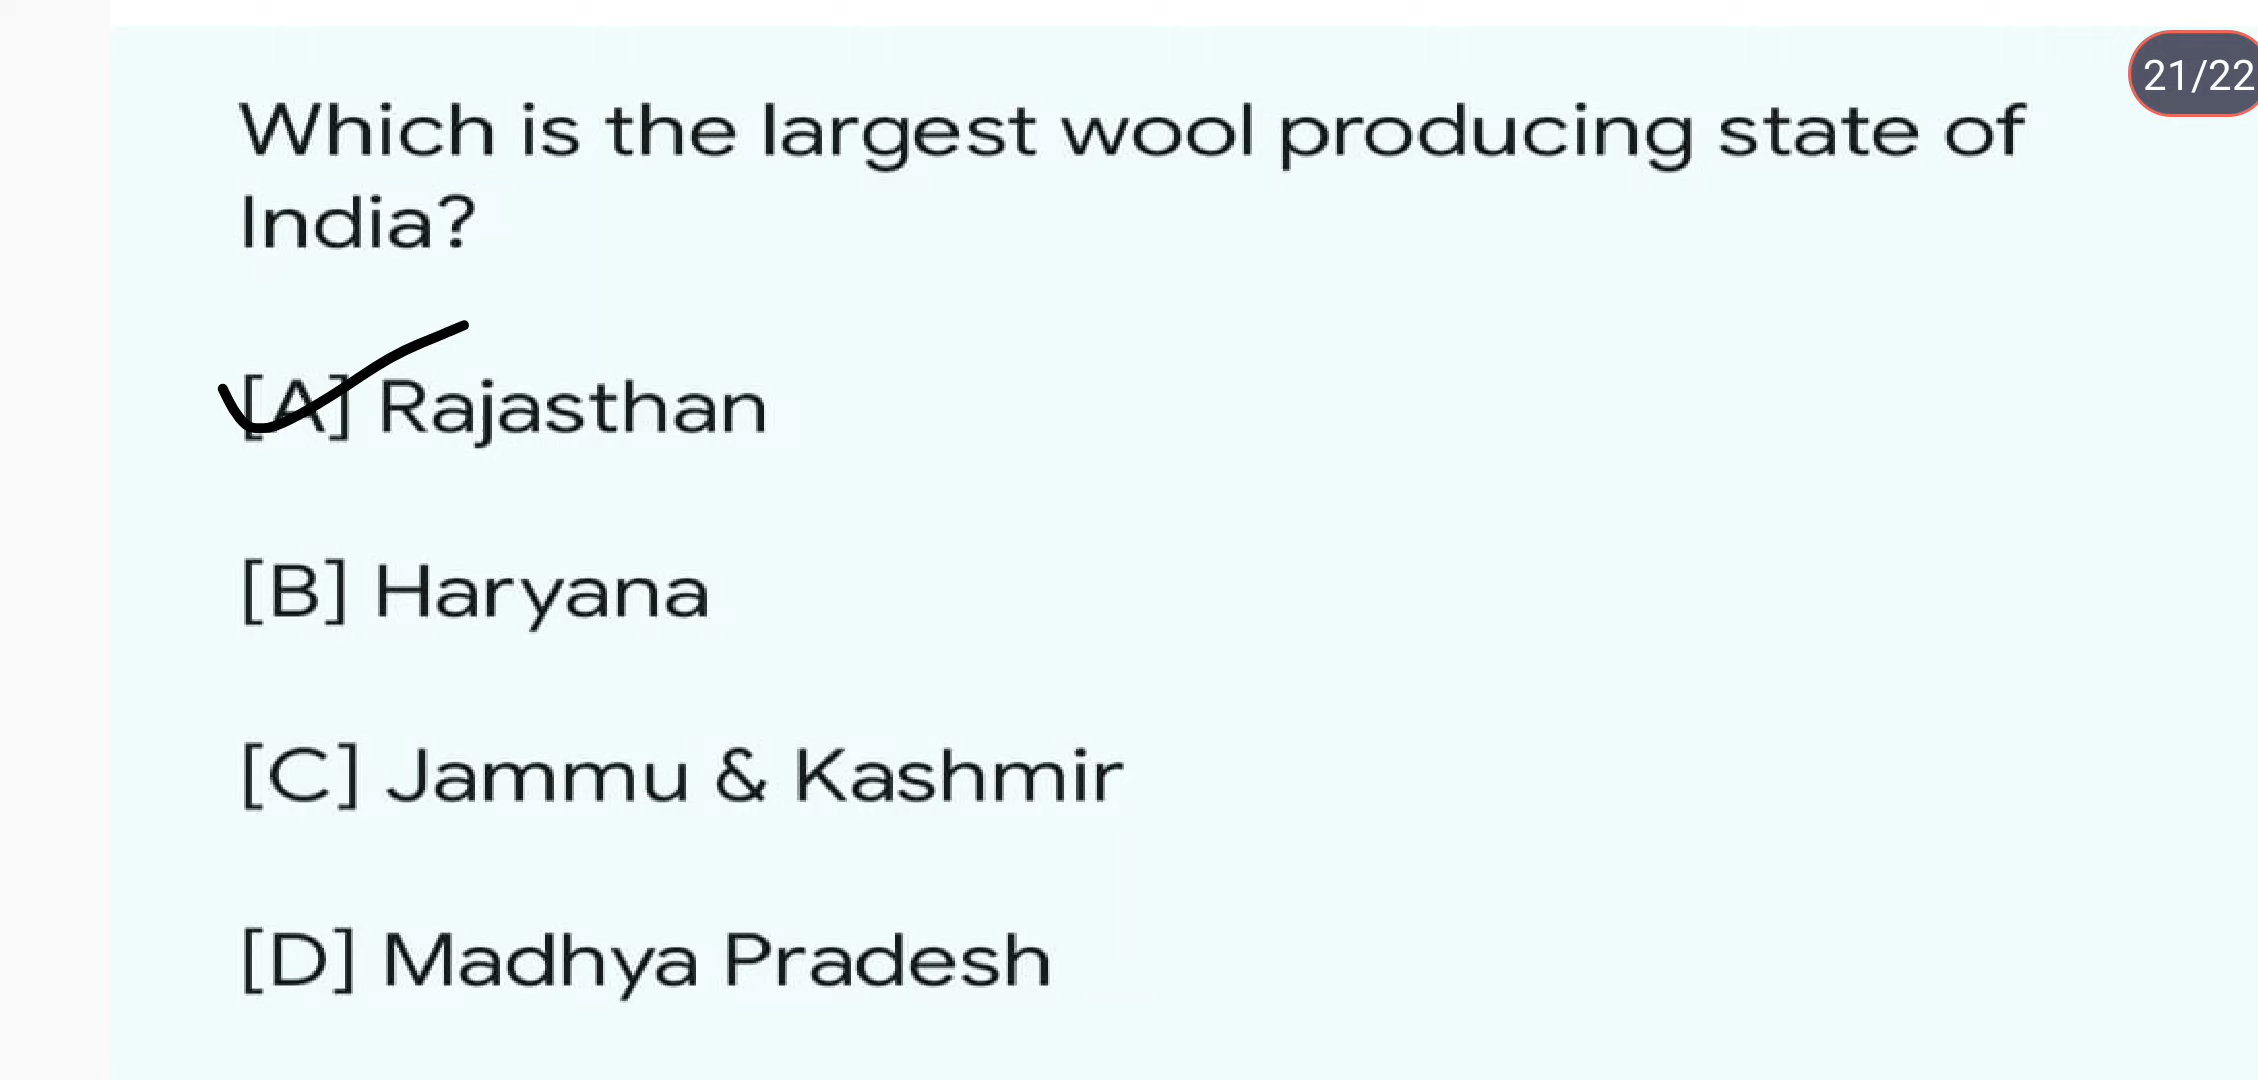 21/22
Which is the largest wool producing state of
India?
[A] Rajasthan
[B] Haryana
[C] Jammu & Kashmir
[D] Madhya Pradesh